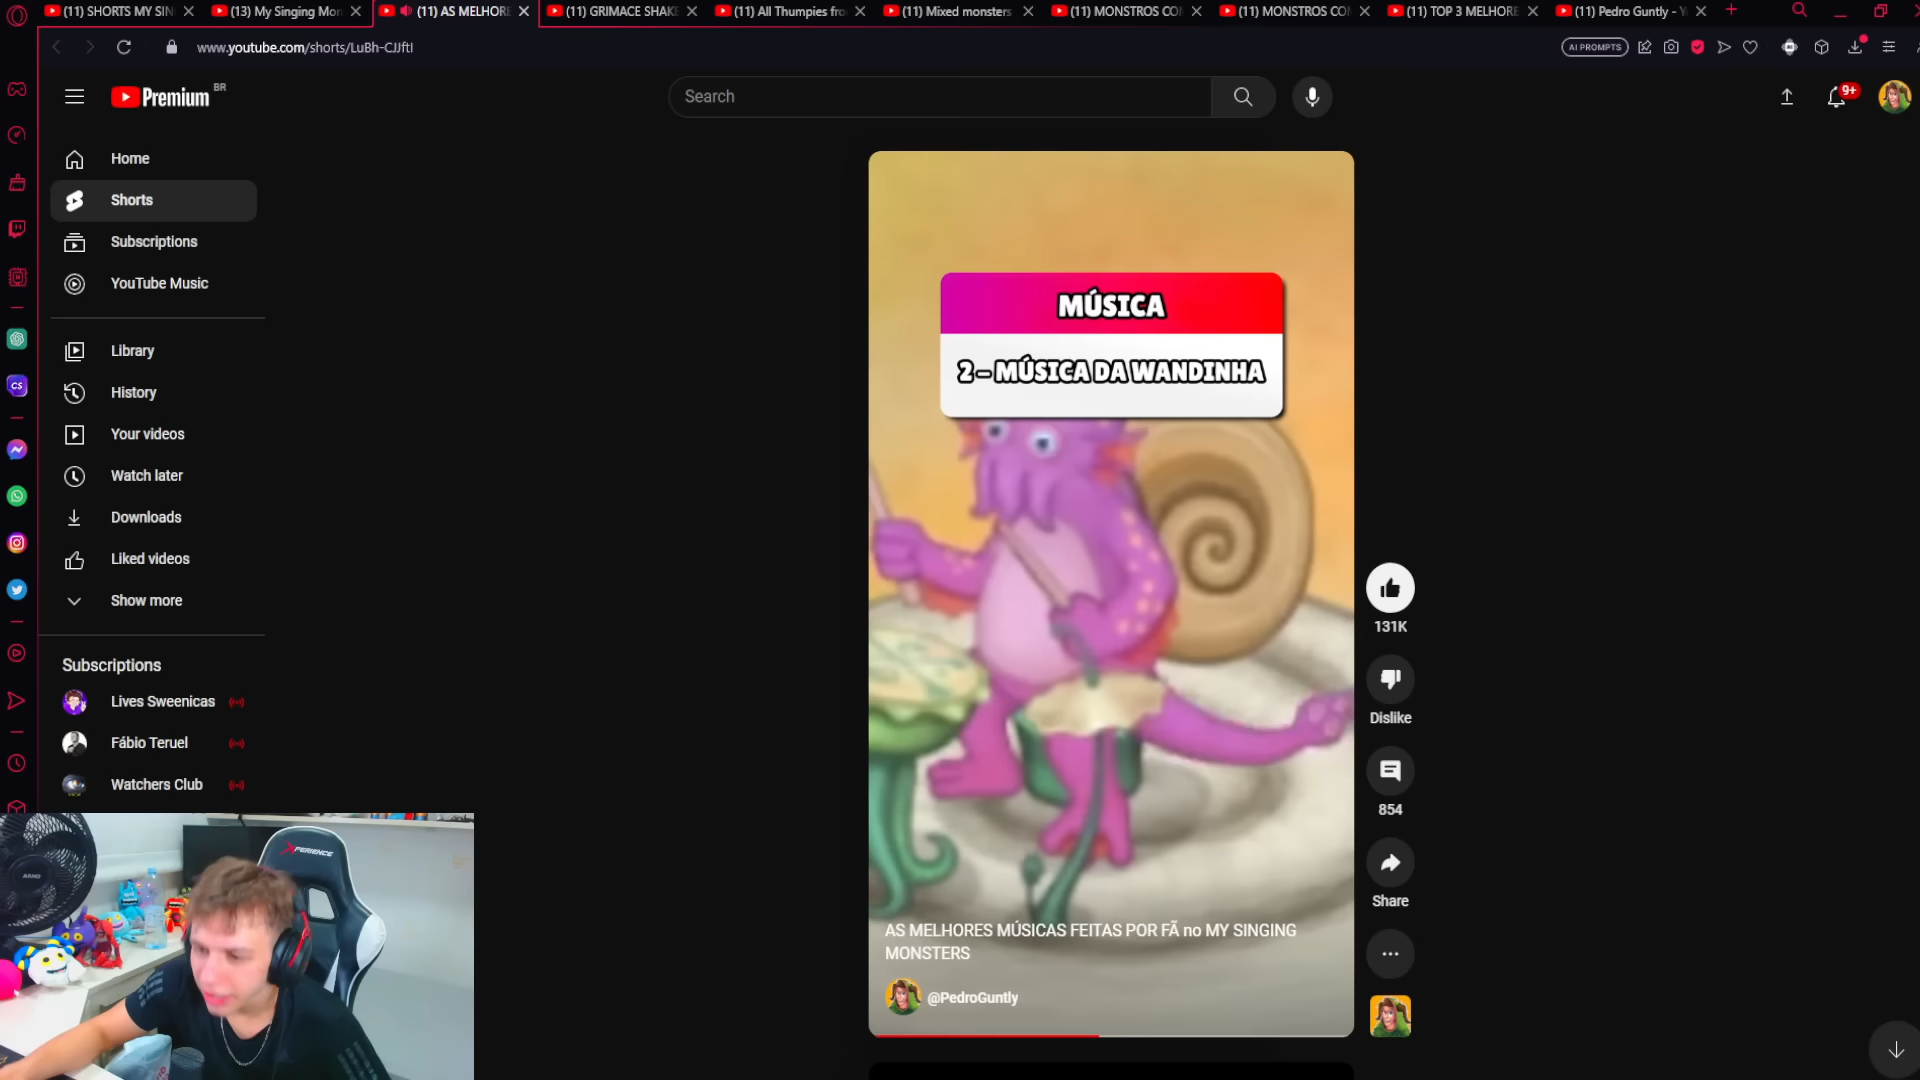 (11) SHORTS MY SIN
(13) My Singing Mon
(11) AS MELHORE
(11) GRIMACE SHAKE
(11) All Thumpies fro
(11) Mixed monsters
(11) MONSTROS CO
(11) MONSTROS CO
(11) TOP 3 MELHORE
(11) Pedro Guntly - Y
www.youtube.com/shorts/LuBh-CJJftI
AI PROMPTS
Premium BR
Search
9+
Home
Shorts
Subscriptions
YouTube Music
Library
History
Your videos
Watch later
Downloads
Liked videos
Show more
Subscriptions
Lives Sweenicas
Fábio Teruel
Watchers Club
CS
MÚSICA
2 – MÚSICA DA WANDINHA
131K
Dislike
854
Share
AS MELHORES MÚSICAS FEITAS POR FÃ no MY SINGING
MONSTERS
@PedroGuntly
XPERIENCE
ARNO